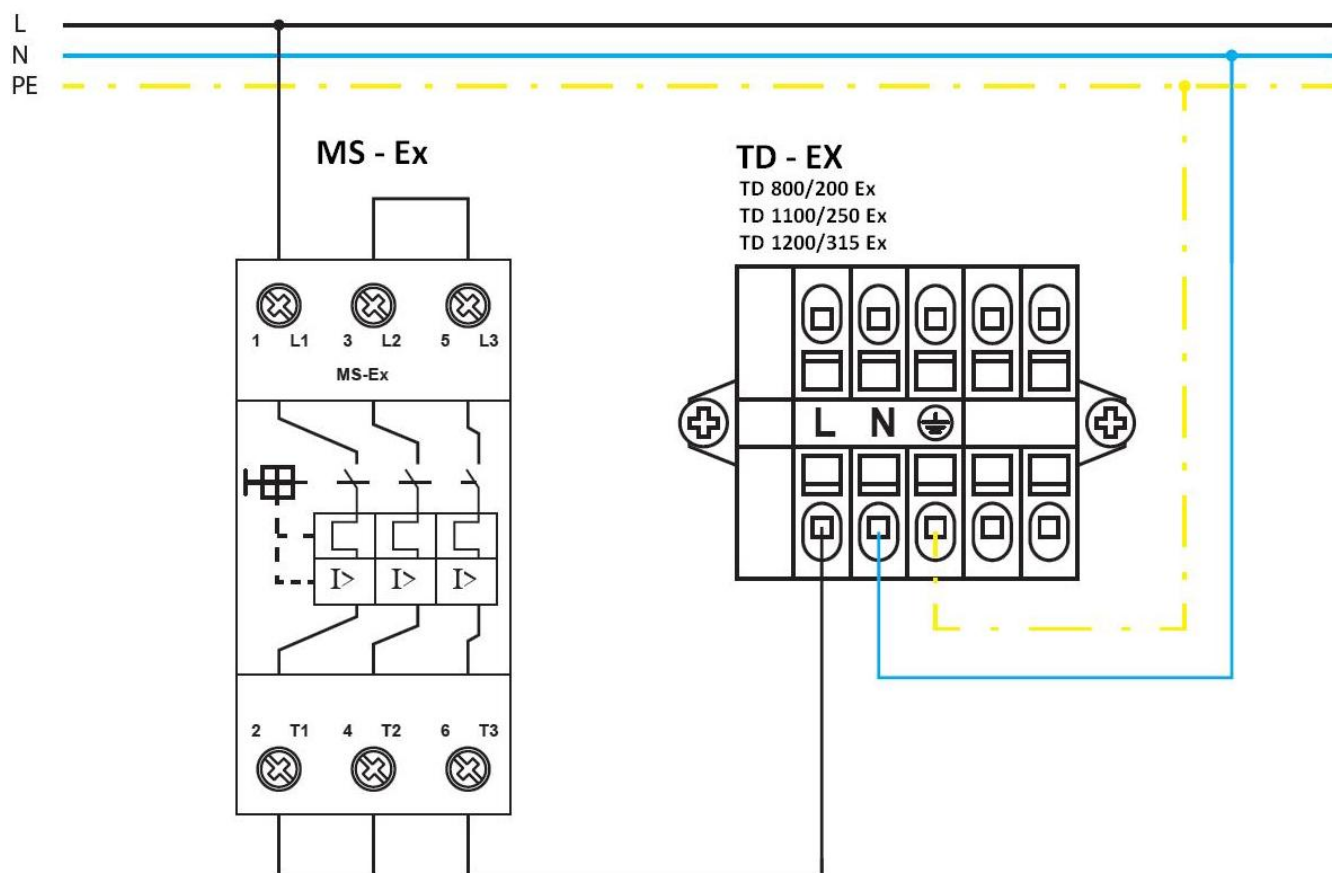 L
N
PE
MS - Ex
TD - EX
TD 800/200 Ex
TD 1100/250 Ex
TD 1200/315 Ex
1 L1 3 L2 5 L3
MS-Ex
L N
I> I> I>
2 T1 4 T2 6 T3